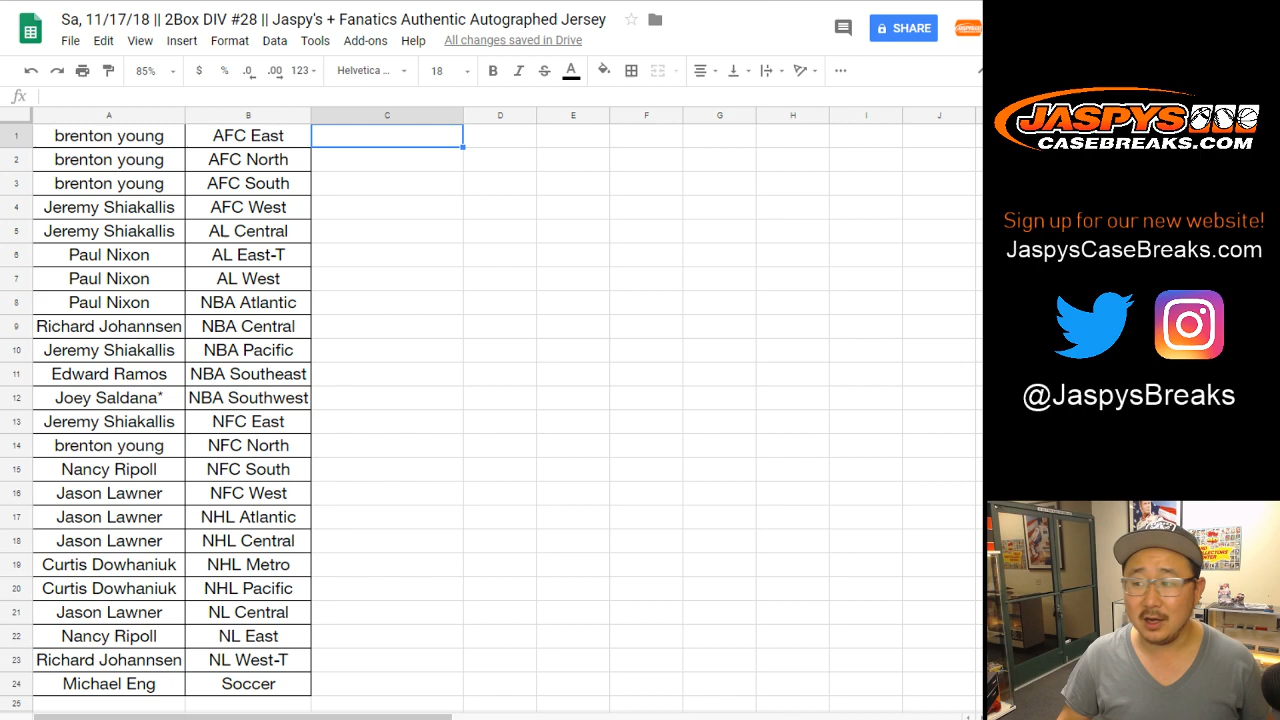 Sa, 11/17/18 || 2Box DIV #28 || Jaspy's + Fanatics Authentic Autographed Jersey
File Edit View Insert Format Data Tools Add-ons Help All changes saved in Drive
SHARE
85% $ % .0 .00 123 Helvetica ... 18 B I S A
fx
A B C D E F G H I J
1 brenton young AFC East
2 brenton young AFC North
3 brenton young AFC South
4 Jeremy Shiakallis AFC West
5 Jeremy Shiakallis AL Central
6 Paul Nixon AL East-T
7 Paul Nixon AL West
8 Paul Nixon NBA Atlantic
9 Richard Johannsen NBA Central
10 Jeremy Shiakallis NBA Pacific
11 Edward Ramos NBA Southeast
12 Joey Saldana* NBA Southwest
13 Jeremy Shiakallis NFC East
14 brenton young NFC North
15 Nancy Ripoll NFC South
16 Jason Lawner NFC West
17 Jason Lawner NHL Atlantic
18 Jason Lawner NHL Central
19 Curtis Dowhaniuk NHL Metro
20 Curtis Dowhaniuk NHL Pacific
21 Jason Lawner NL Central
22 Nancy Ripoll NL East
23 Richard Johannsen NL West-T
24 Michael Eng Soccer
25
JASPYS
CASEBREAKS.COM
Sign up for our new website!
JaspysCaseBreaks.com
@JaspysBreaks